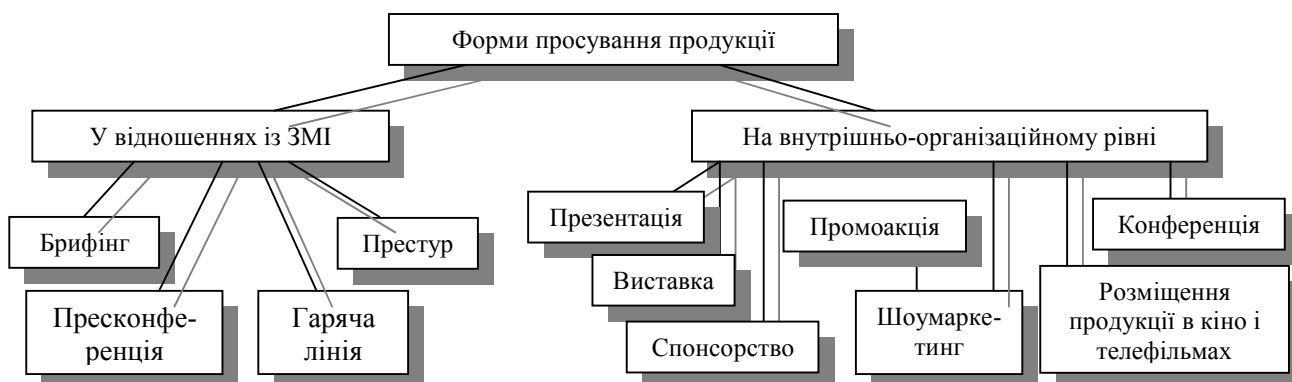 Форми просування продукції
У відношеннях із ЗМІ
На внутрішньо-організаційному рівні
Брифінг
Престур
Пресконфе-
ренція
Гаряча
лінія
Презентація
Промоакція
Конференція
Виставка
Спонсорство
Шоумарке-
тинг
Розміщення
продукції в кіно і
телефільмах